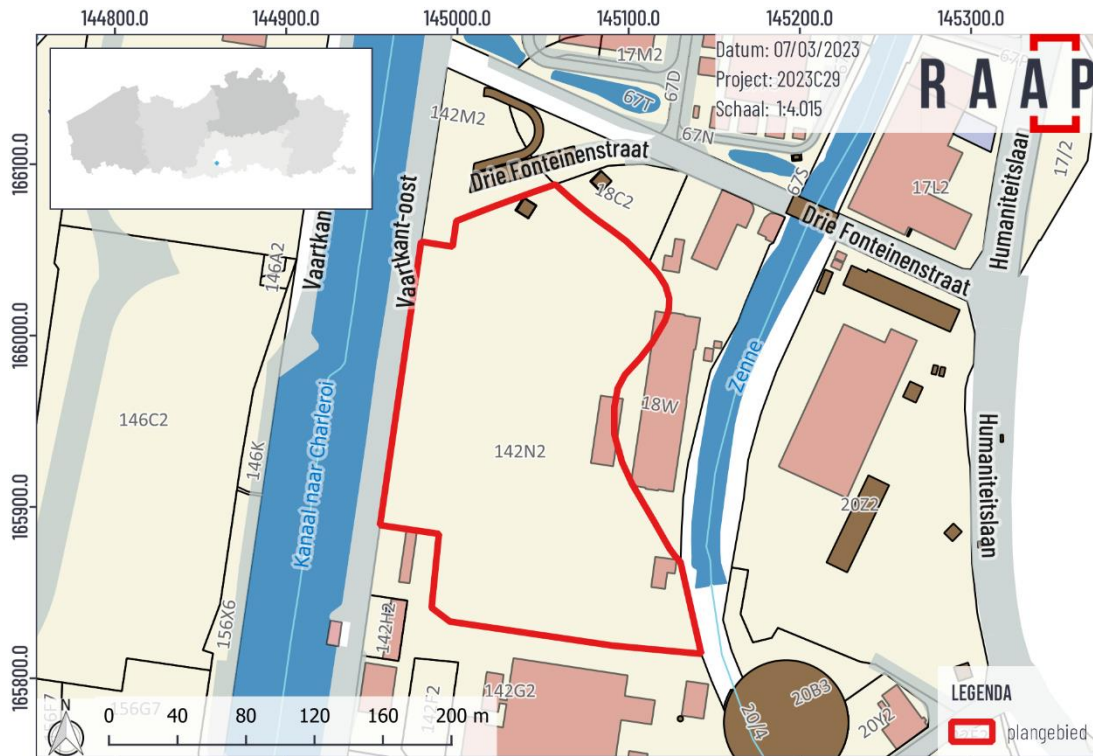 144800.0
144900.0
145000.0
145100.0
145200.0
145300.0
166100.0
166000.0
165900.0
165800.0
Datum: 07/03/2023
Project: 2023C29
Schaal: 1:4.015
RAAP
17M2
67T
67D
67N
67S
142M2
Drie Fonteinenstraat
18C2
17L2
17/2
Humaniteitslaan
Drie Fonteinenstraat
146A2
Vaartkan
Vaartkant-oost
Zenne
146C2
146K
Kanaal naar Charleroi
142N2
18W
20Z2
Humaniteitslaan
156X6
142H2
142G2
142F2
156G7
20/4
20B3
20Y2
N
0 40 80 120 160 200 m
LEGENDA
plangebied